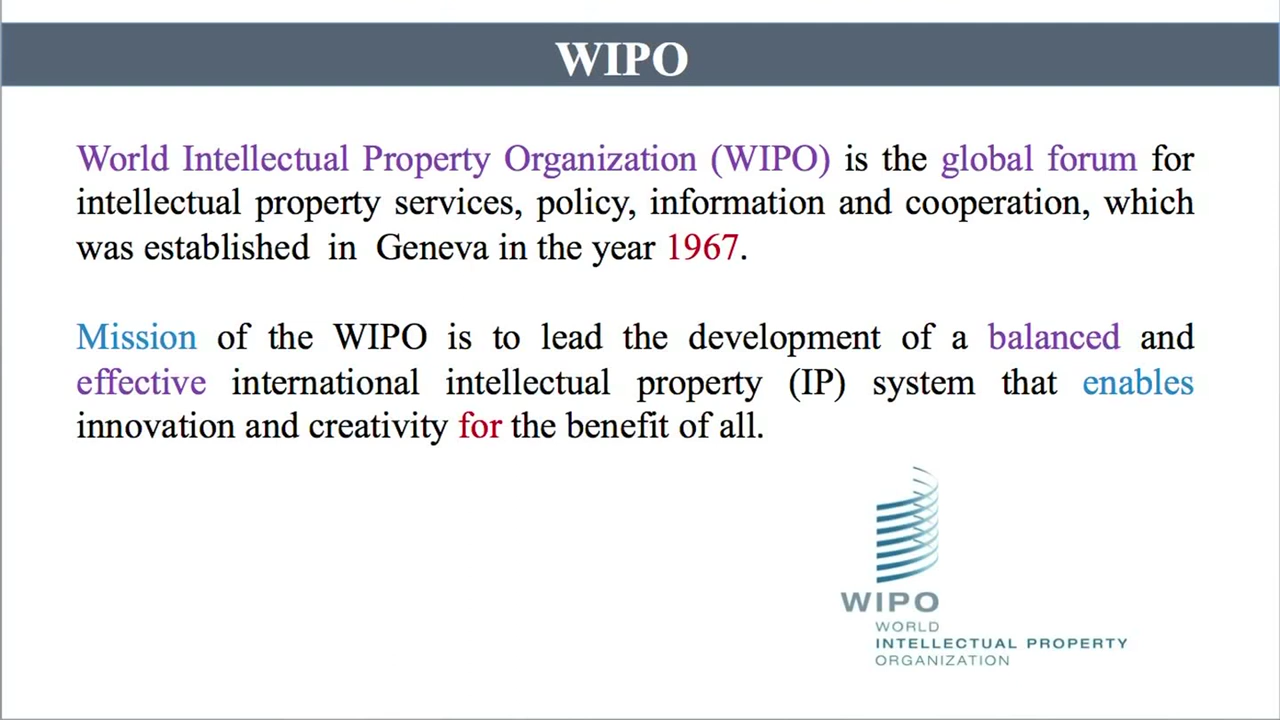 WIPO
World Intellectual Property Organization (WIPO) is the global forum for
intellectual property services, policy, information and cooperation, which
was established in Geneva in the year 1967.
Mission of the WIPO is to lead the development of a balanced and
effective international intellectual property (IP) system that enables
innovation and creativity for the benefit of all.
WIPO
WORLD
INTELLECTUAL PROPERTY
ORGANIZATION